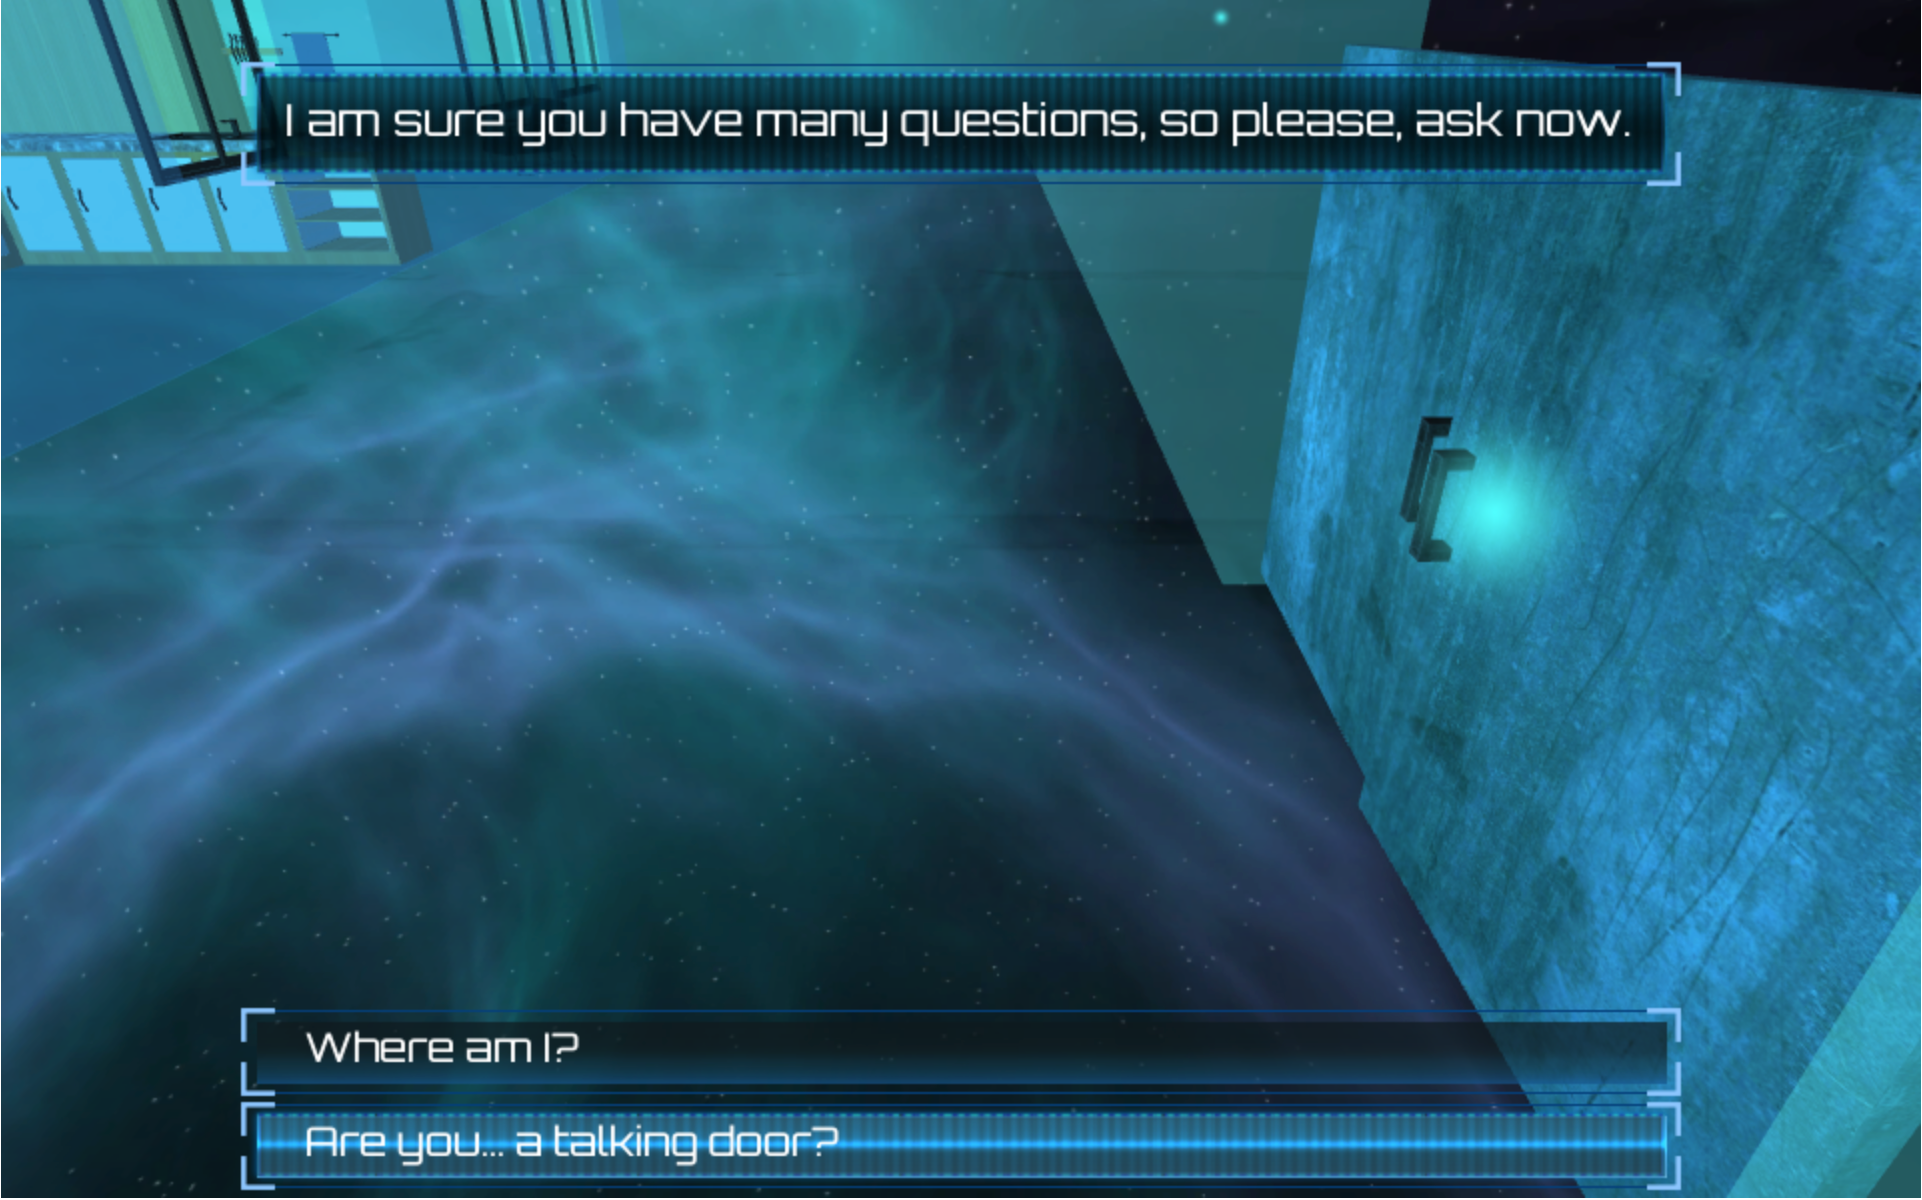 I am sure you have many questions, so please, ask now.
Where am I?
Are you... a talking door?